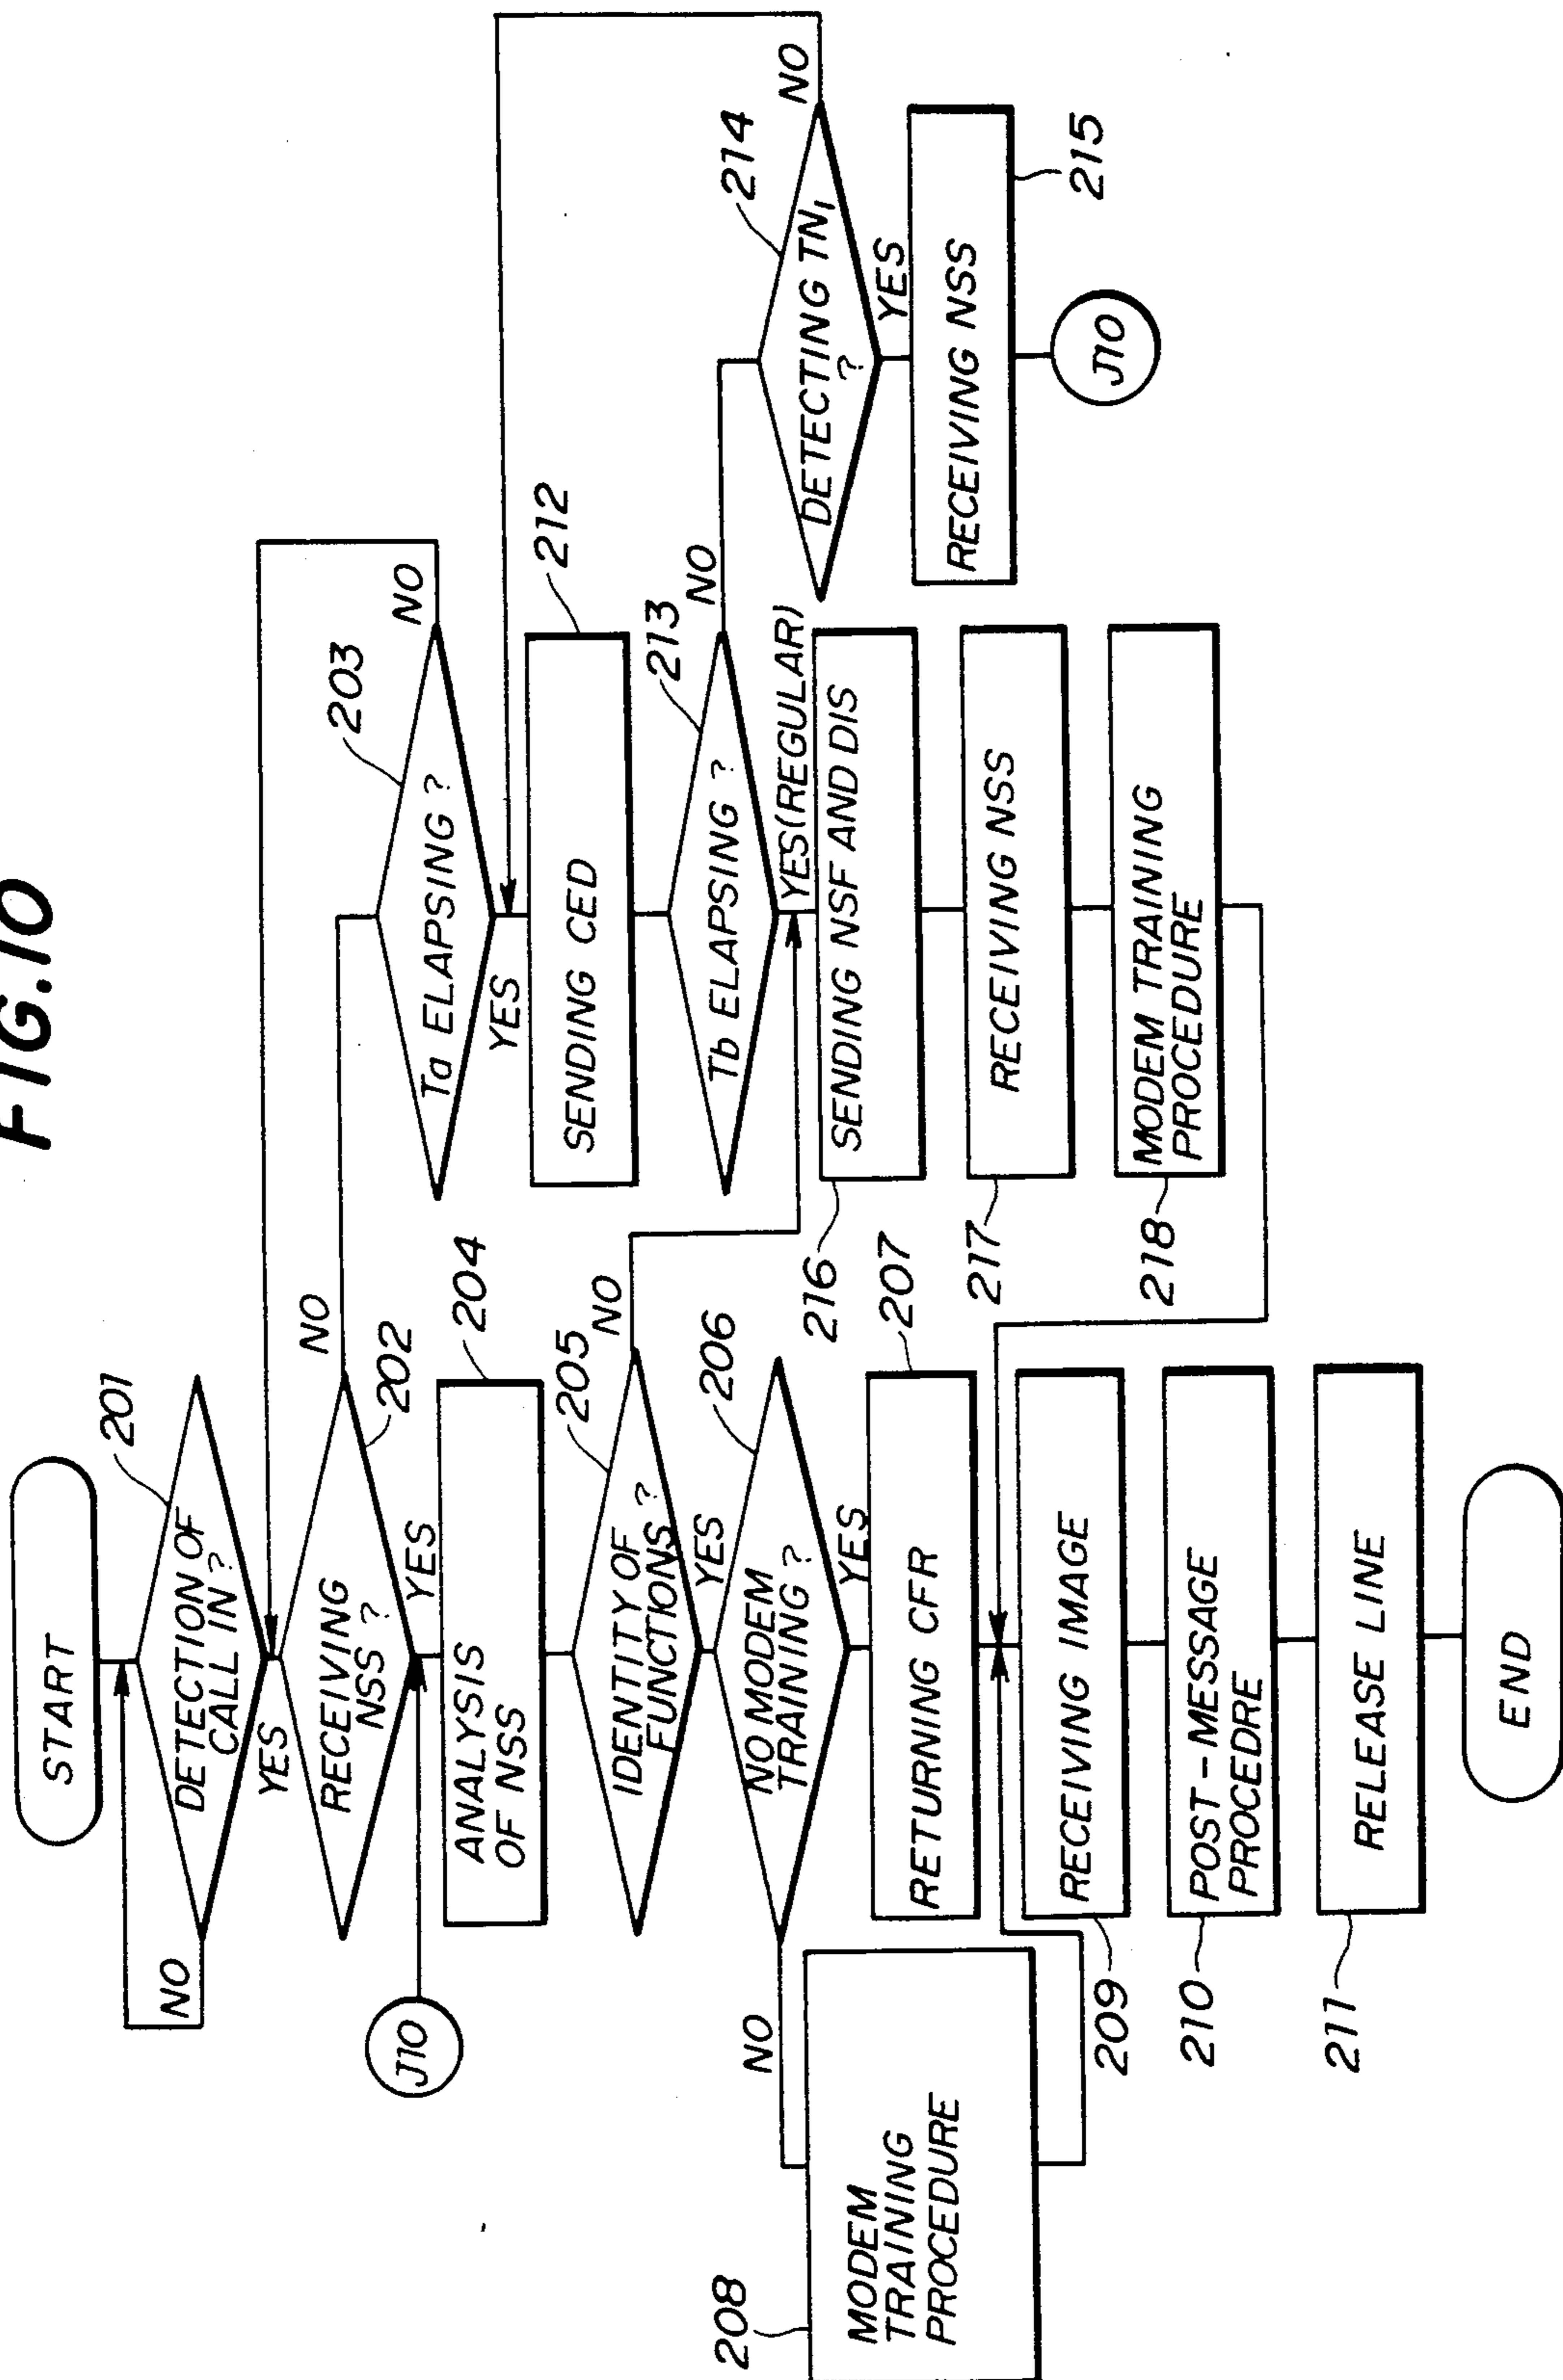 FIG.10
START
201
DETECTION OF
CALL IN ?
NO
YES
RECEIVING
NSS ?
202
NO
YES
J10
203
Ta ELAPSING ?
NO
YES
204
ANALYSIS
OF NSS
205
IDENTITY OF
FUNCTIONS ?
NO
YES
206
NO MODEM
TRAINING ?
NO
YES
207
RETURNING CFR
208
MODEM
TRAINING
PROCEDURE
RECEIVING IMAGE
209
POST-MESSAGE
PROCEDRE
210
RELEASE LINE
211
END
212
SENDING CED
213
Tb ELAPSING ?
NO
YES(REGULAR)
214
DETECTING TN1
?
NO
YES
RECEIVING NSS
215
J10
SENDING NSF AND DIS
216
RECEIVING NSS
217
MODEM TRAINING
PROCEDURE
218